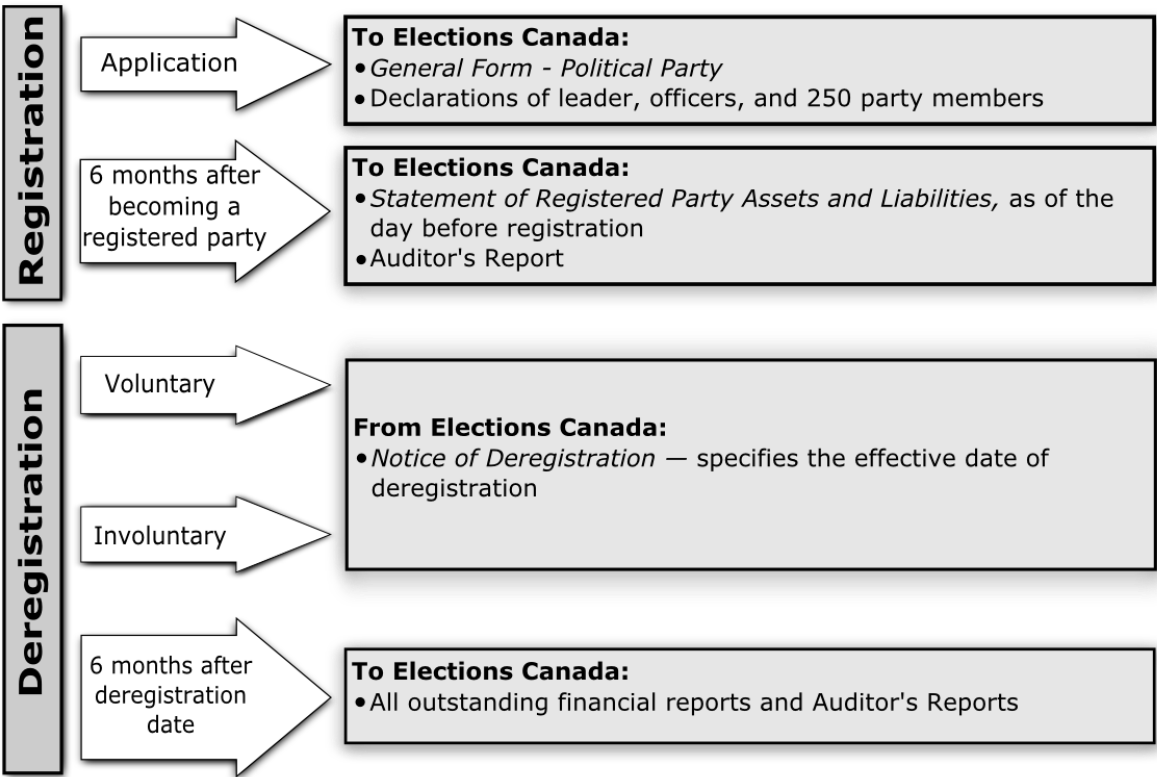 Registration
Application
To Elections Canada:
•General Form - Political Party
•Declarations of leader, officers, and 250 party members
6 months after
becoming a
registered party
To Elections Canada:
•Statement of Registered Party Assets and Liabilities, as of the
day before registration
•Auditor's Report
Deregistration
Voluntary
Involuntary
From Elections Canada:
•Notice of Deregistration — specifies the effective date of
deregistration
6 months after
deregistration
date
To Elections Canada:
•All outstanding financial reports and Auditor's Reports